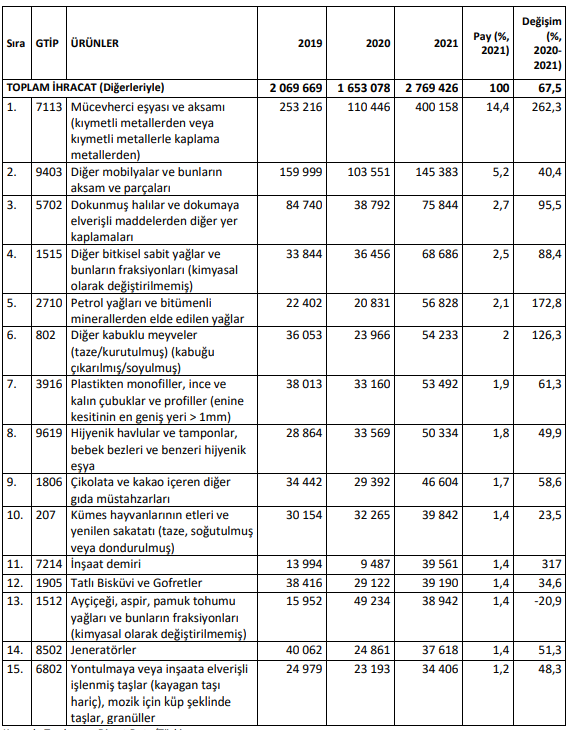 Sıra GTİP ÜRÜNLER 2019 2020 2021 Pay (%, 2021) Değişim (%, 2020-2021)
TOPLAM İHRACAT (Diğerleriyle) 2 069 669 1 653 078 2 769 426 100 67,5
1. 7113 Mücevherci eşyası ve aksamı 253 216 110 446 400 158 14,4 262,3
(kıymetli metallerden veya
kıymetli metallerle kaplama
metallerden)
2. 9403 Diğer mobilyalar ve bunların 159 999 103 551 145 383 5,2 40,4
aksam ve parçaları
3. 5702 Dokunmuş halılar ve dokumaya 84 740 38 792 75 844 2,7 95,5
elverişli maddelerden diğer yer
kaplamaları
4. 1515 Diğer bitkisel sabit yağlar ve 33 844 36 456 68 686 2,5 88,4
bunların fraksiyonları (kimyasal
olarak değiştirilmemiş)
5. 2710 Petrol yağları ve bitümenli 22 402 20 831 56 828 2,1 172,8
minerallerden elde edilen yağlar
6. 802 Diğer kabuklu meyveler 36 053 23 966 54 233 2 126,3
(taze/kurutulmuş) (kabuğu
çıkarılmış/soyulmuş)
7. 3916 Plastikten monofiller, ince ve 38 013 33 160 53 492 1,9 61,3
kalın çubuklar ve profiller (enine
kesitinin en geniş yeri > 1mm)
8. 9619 Hijyenik havlular ve tamponlar, 28 864 33 569 50 334 1,8 49,9
bebek bezleri ve benzeri hijyenik
eşya
9. 1806 Çikolata ve kakao içeren diğer 34 442 29 392 46 604 1,7 58,6
gıda müstahzarları
10. 207 Kümes hayvanlarının etleri ve 30 154 32 265 39 842 1,4 23,5
yenilen sakatatı (taze, soğutulmuş
veya dondurulmuş)
11. 7214 İnşaat demiri 13 994 9 487 39 561 1,4 317
12. 1905 Tatlı Bisküvi ve Gofretler 38 416 29 122 39 190 1,4 34,6
13. 1512 Ayçiçeği, aspir, pamuk tohumu 15 952 49 234 38 942 1,4 -20,9
yağları ve bunların fraksiyonları
(kimyasal olarak değiştirilmemiş)
14. 8502 Jeneratörler 40 062 24 861 37 618 1,4 51,3
15. 6802 Yontulmaya veya inşaata elverişli 24 979 23 193 34 406 1,2 48,3
işlenmiş taşlar (kayagan taşı
hariç), mozik için küp şeklinde
taşlar, granüller